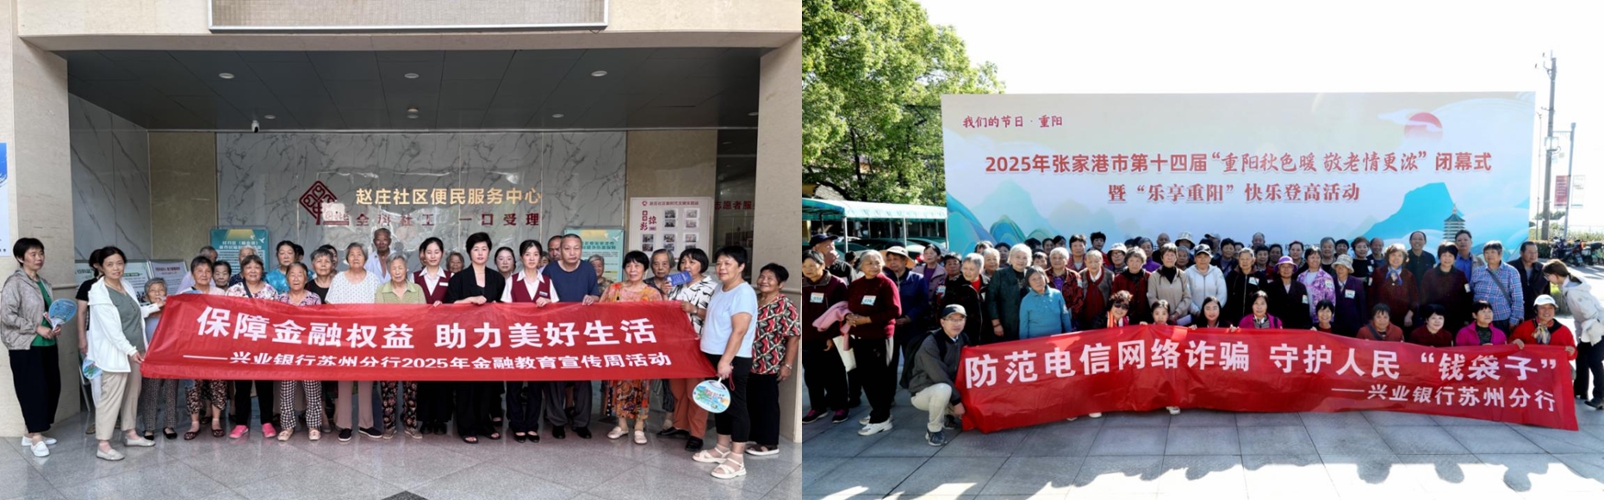 赵庄社区便民服务中心
全周社工 一口受理
志愿者服
保障金融权益 助力美好生活
——兴业银行苏州分行2025年金融教育宣传周活动
我们的节日·重阳
2025年张家港市第十四届“重阳秋色暖 敬老情更浓”闭幕式
暨“乐享重阳”快乐登高活动
防范电信网络诈骗 守护人民“钱袋子”
——兴业银行苏州分行